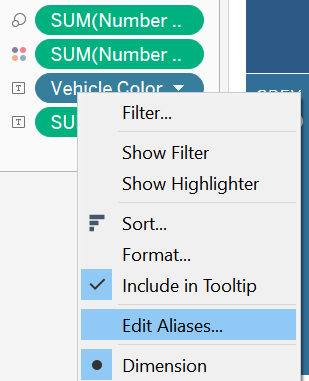 SUM(Number ..
SUM(Number ..
T Vehicle Color
T SU
Filter...
Show Filter
Show Highlighter
Sort...
Format...
Include in Tooltip
Edit Aliases...
Dimension